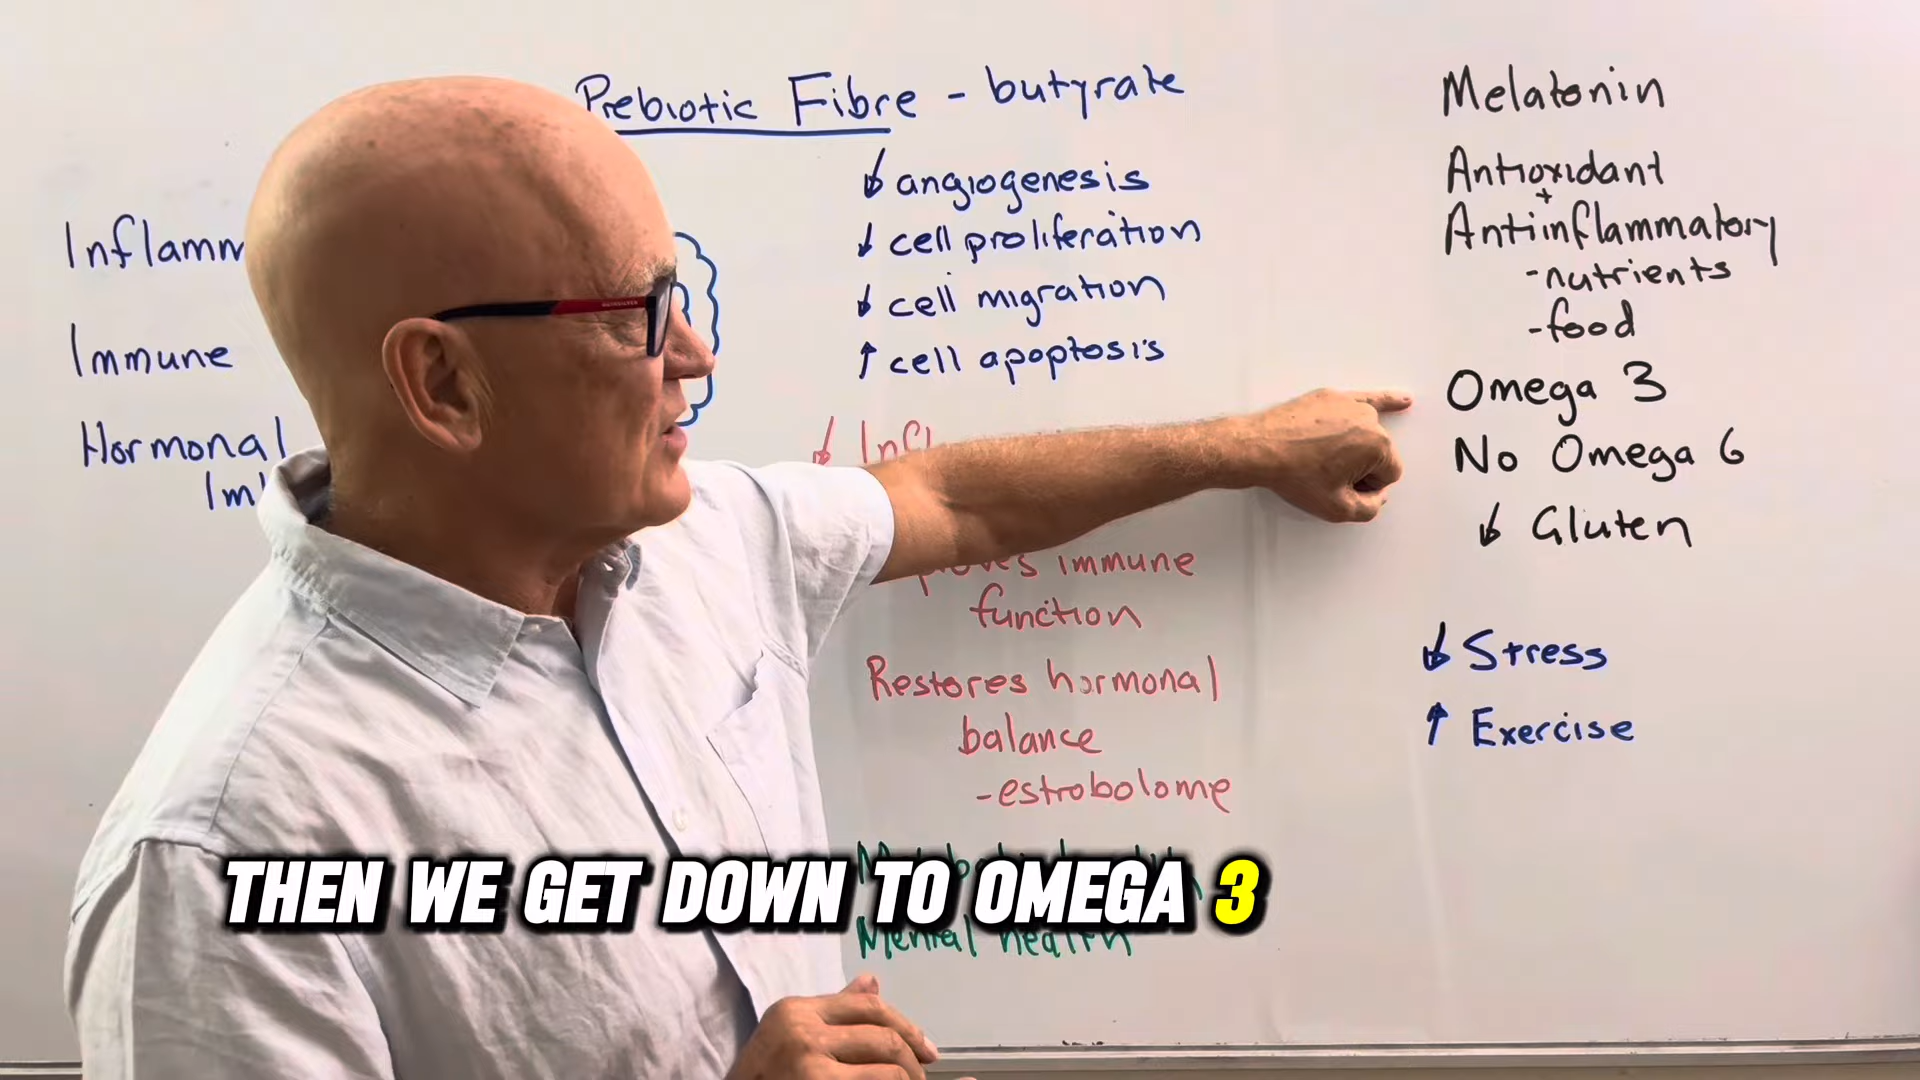 Prebiotic Fibre - butyrate
↓ angiogenesis
↓ cell proliferation
↓ cell migration
↑ cell apoptosis
Immune
Hormonal
immune
function
Restores hormonal
balance
-estrobolome
Mental health
Melatonin
Antioxidant
+
Antiinflammatory
-nutrients
-food
Omega 3
No Omega 6
↓ Gluten
↓ Stress
↑ Exercise
THEN WE GET DOWN TO OMEGA 3